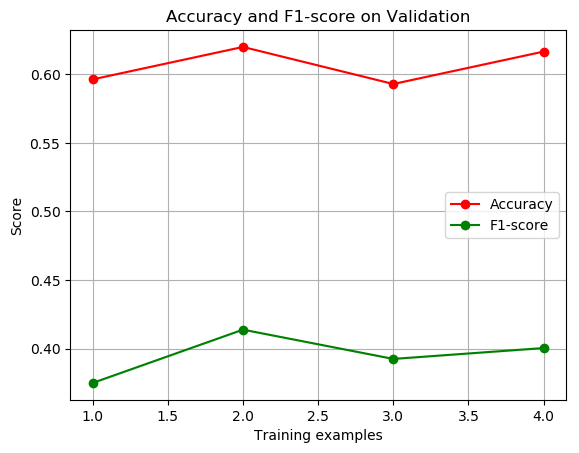 Accuracy and F1-score on Validation
0.60
0.55
0.50
0.45
0.40
Score
Accuracy
F1-score
1.0 1.5 2.0 2.5 3.0 3.5 4.0
Training examples